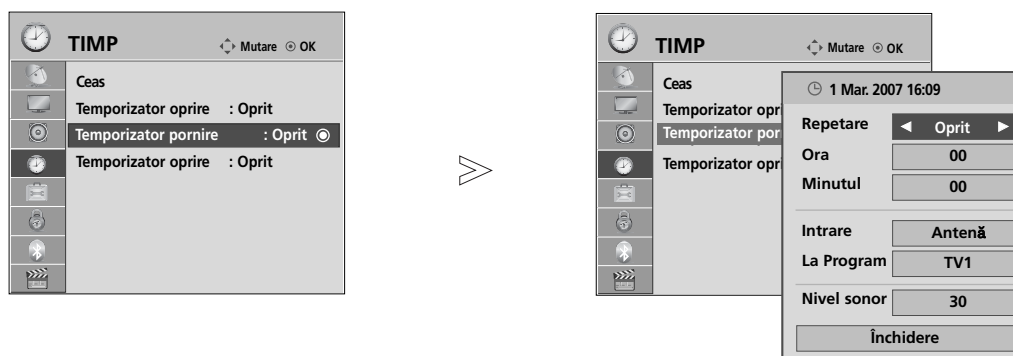 TIMP Mutare OK
Ceas
Temporizator oprire : Oprit
Temporizator pornire : Oprit
Temporizator oprire : Oprit
TIMP Mutare OK
Ceas
Temporizator opri
Temporizator por
Temporizator opri
1 Mar. 2007 16:09
Repetare Oprit
Ora 00
Minutul 00
Intrare Antenă
La Program TV1
Nivel sonor 30
Închidere